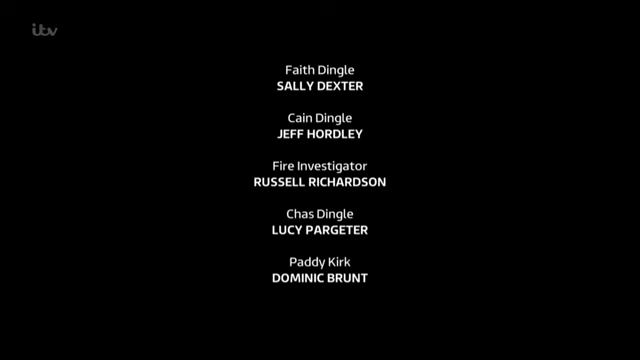 itv
Faith Dingle
SALLY DEXTER
Cain Dingle
JEFF HORDLEY
Fire Investigator
RUSSELL RICHARDSON
Chas Dingle
LUCY PARGETER
Paddy Kirk
DOMINIC BRUNT